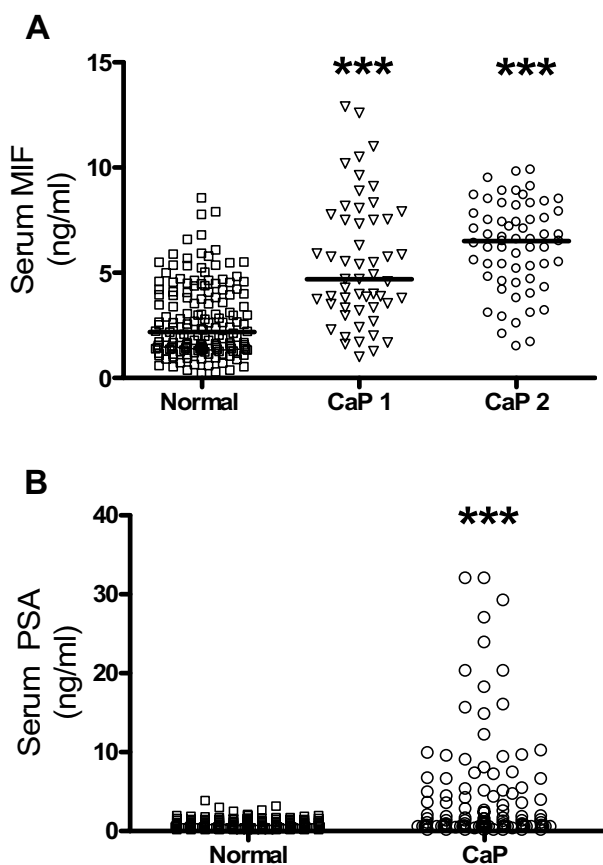 A
Serum MIF
(ng/ml)
15
10
5
0
*** ***
Normal CaP 1 CaP 2
B
Serum PSA
(ng/ml)
40
30
20
10
0
***
Normal CaP